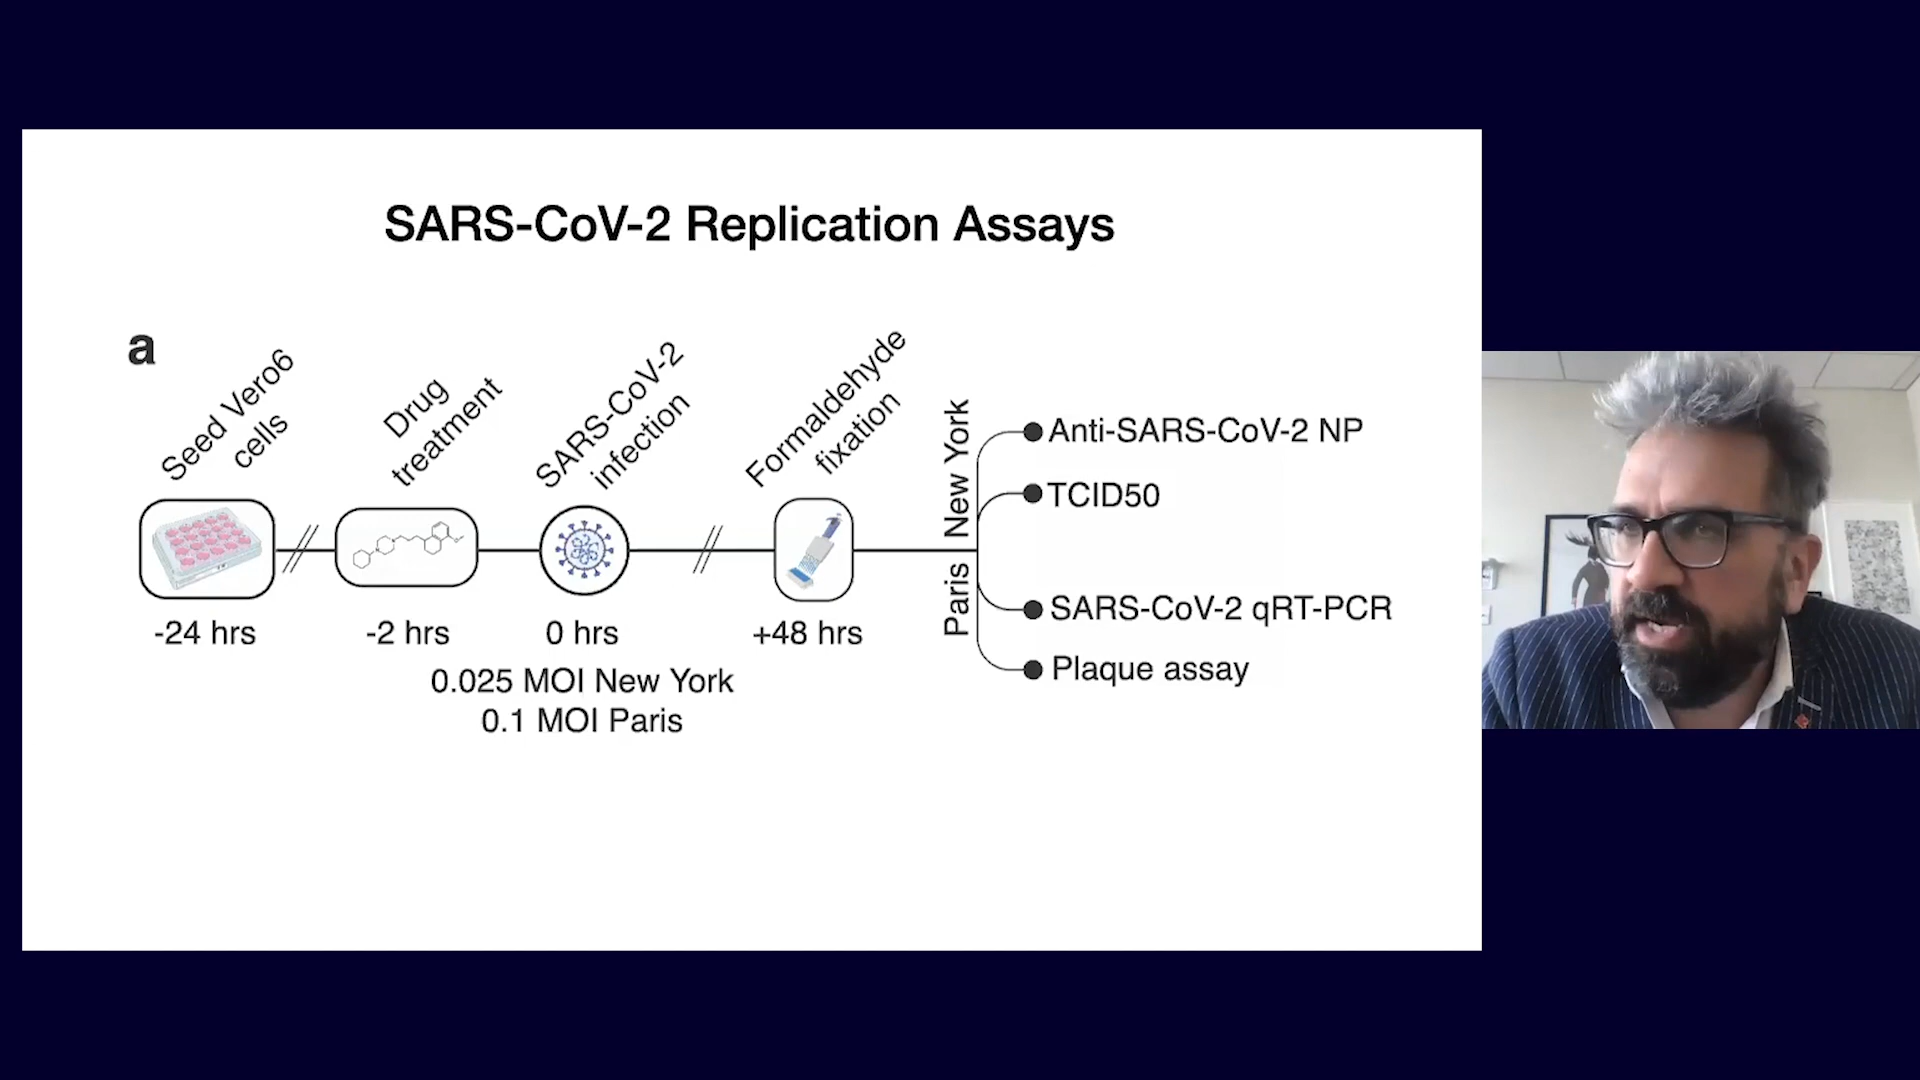 SARS-CoV-2 Replication Assays
a
Seed Vero6
cells
Drug
treatment
SARS-CoV-2
infection
Formaldehyde
fixation
-24 hrs
-2 hrs
0 hrs
+48 hrs
0.025 MOI New York
0.1 MOI Paris
New York
Anti-SARS-CoV-2 NP
TCID50
Paris
SARS-CoV-2 qRT-PCR
Plaque assay